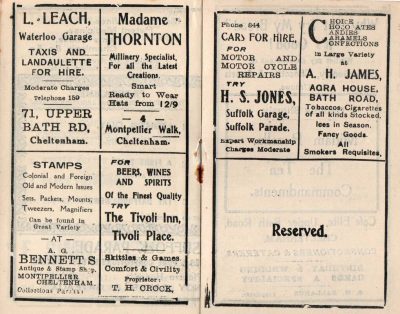 L. LEACH,
Waterloo Garage
TAXIS AND
LANDAULETTE
FOR HIRE.
Moderate Charges
Telephone 159
71, UPPER
BATH RD,
Cheltenham.
Madame
THORNTON
Millinery Specialist,
For all the Latest
Creations.
Smart
Ready to Wear
Hats from 12/9
4
Montpellier Walk,
Cheltenham.
STAMPS
Colonial and Foreign
Old and Modern Issues
Sets, Packets, Mounts,
Tweezers, Magnifiers
Can be found in
Great Variety
AT
A. G.
BENNETT'S
Antique & Stamp Shop,
MONTPELLIER
CHELTENHAM.
Collections Purchased
FOR
BEERS, WINES
AND SPIRITS
Of the Finest Quality
TRY
The Tivoli Inn,
Tivoli Place.
Skittles & Games.
Comfort & Civility
Proprietor:
T. H. CROOK.
Phone 844
CARS FOR HIRE,
FOR
MOTOR AND
MOTOR CYCLE
REPAIRS
TRY
H. S. JONES,
Suffolk Garage,
Suffolk Parade.
Expert Workmanship
Charges Moderate
CHOICE
CHOCOLATES
CANDIES
CARAMELS
CONFECTIONS
in Large Variety
at
A. H. JAMES,
AGRA HOUSE,
BATH ROAD,
Tobaccos, Cigarettes
of all kinds Stocked.
Ices in Season.
Fancy Goods.
All
Smokers Requisites.
Reserved.